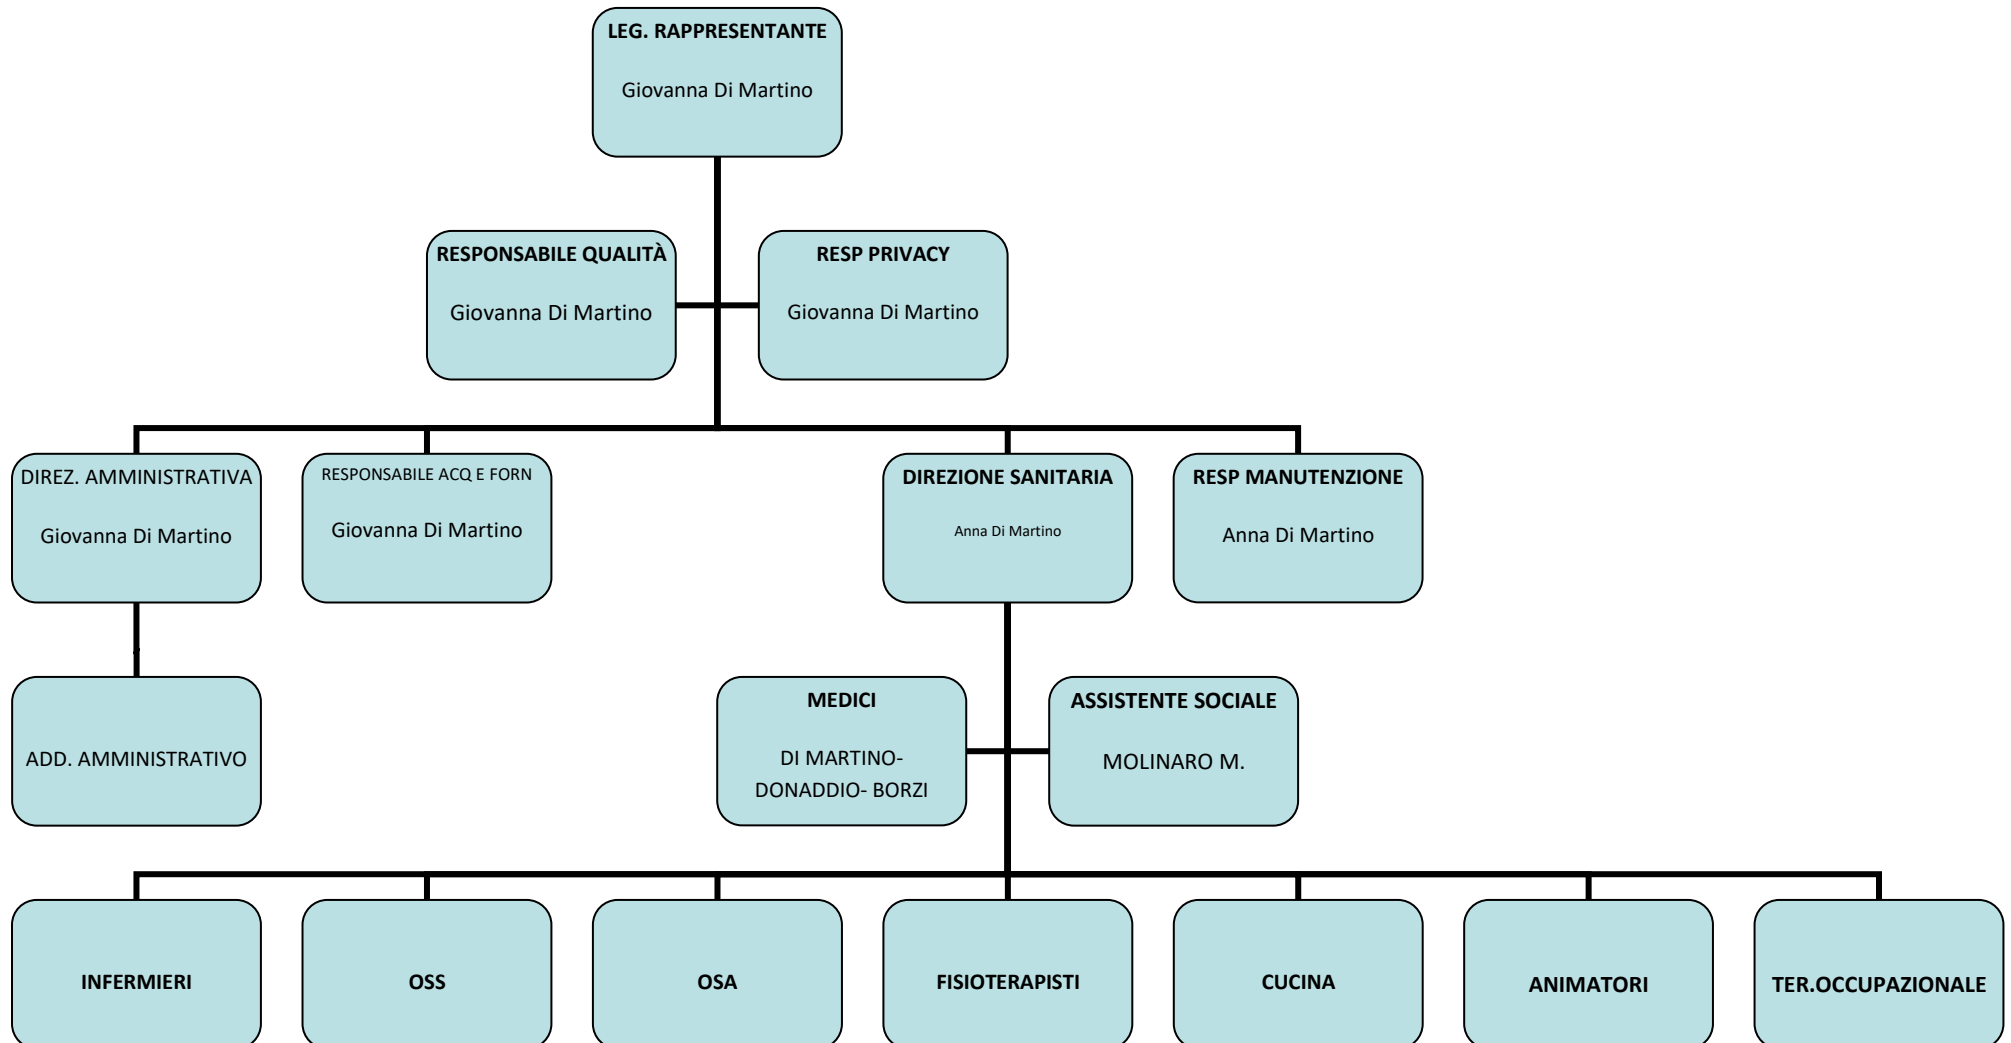 LEG. RAPPRESENTANTE
Giovanna Di Martino
RESPONSABILE QUALITÀ
Giovanna Di Martino
RESP PRIVACY
Giovanna Di Martino
DIREZ. AMMINISTRATIVA
Giovanna Di Martino
RESPONSABILE ACQ E FORN
Giovanna Di Martino
DIREZIONE SANITARIA
Anna Di Martino
RESP MANUTENZIONE
Anna Di Martino
ADD. AMMINISTRATIVO
MEDICI
DI MARTINO-
DONADDIO- BORZI
ASSISTENTE SOCIALE
MOLINARO M.
INFERMIERI
OSS
OSA
FISIOTERAPISTI
CUCINA
ANIMATORI
TER.OCCUPAZIONALE